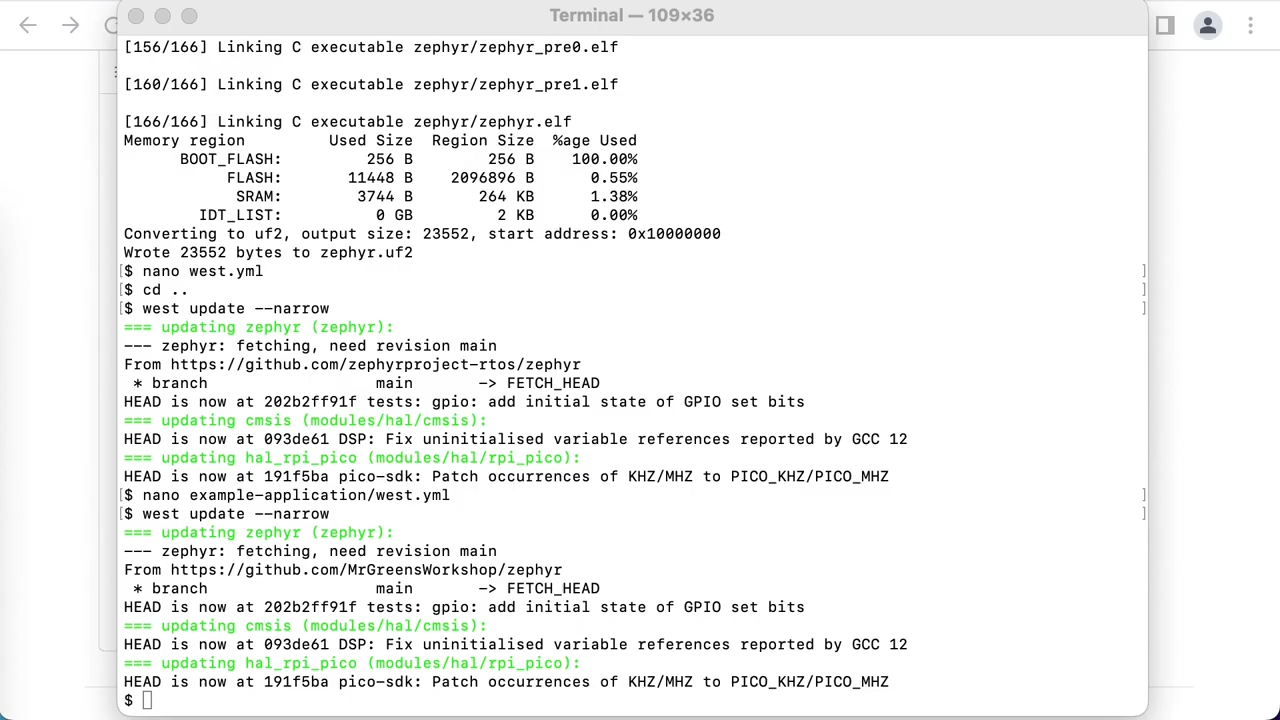 Terminal — 109×36
[156/166] Linking C executable zephyr/zephyr_pre0.elf
[160/166] Linking C executable zephyr/zephyr_pre1.elf
[166/166] Linking C executable zephyr/zephyr.elf
Memory region         Used Size  Region Size  %age Used
      BOOT_FLASH:         256 B        256 B    100.00%
           FLASH:       11448 B    2096896 B      0.55%
            SRAM:        3744 B       264 KB      1.38%
        IDT_LIST:          0 GB         2 KB      0.00%
Converting to uf2, output size: 23552, start address: 0x10000000
Wrote 23552 bytes to zephyr.uf2
[$ nano west.yml ]
[$ cd .. ]
[$ west update --narrow ]
=== updating zephyr (zephyr):
--- zephyr: fetching, need revision main
From https://github.com/zephyrproject-rtos/zephyr
 * branch                  main       -> FETCH_HEAD
HEAD is now at 202b2ff91f tests: gpio: add initial state of GPIO set bits
=== updating cmsis (modules/hal/cmsis):
HEAD is now at 093de61 DSP: Fix uninitialised variable references reported by GCC 12
=== updating hal_rpi_pico (modules/hal/rpi_pico):
HEAD is now at 191f5ba pico-sdk: Patch occurrences of KHZ/MHZ to PICO_KHZ/PICO_MHZ
[$ nano example-application/west.yml ]
[$ west update --narrow ]
=== updating zephyr (zephyr):
--- zephyr: fetching, need revision main
From https://github.com/MrGreensWorkshop/zephyr
 * branch                  main       -> FETCH_HEAD
HEAD is now at 202b2ff91f tests: gpio: add initial state of GPIO set bits
=== updating cmsis (modules/hal/cmsis):
HEAD is now at 093de61 DSP: Fix uninitialised variable references reported by GCC 12
=== updating hal_rpi_pico (modules/hal/rpi_pico):
HEAD is now at 191f5ba pico-sdk: Patch occurrences of KHZ/MHZ to PICO_KHZ/PICO_MHZ
$